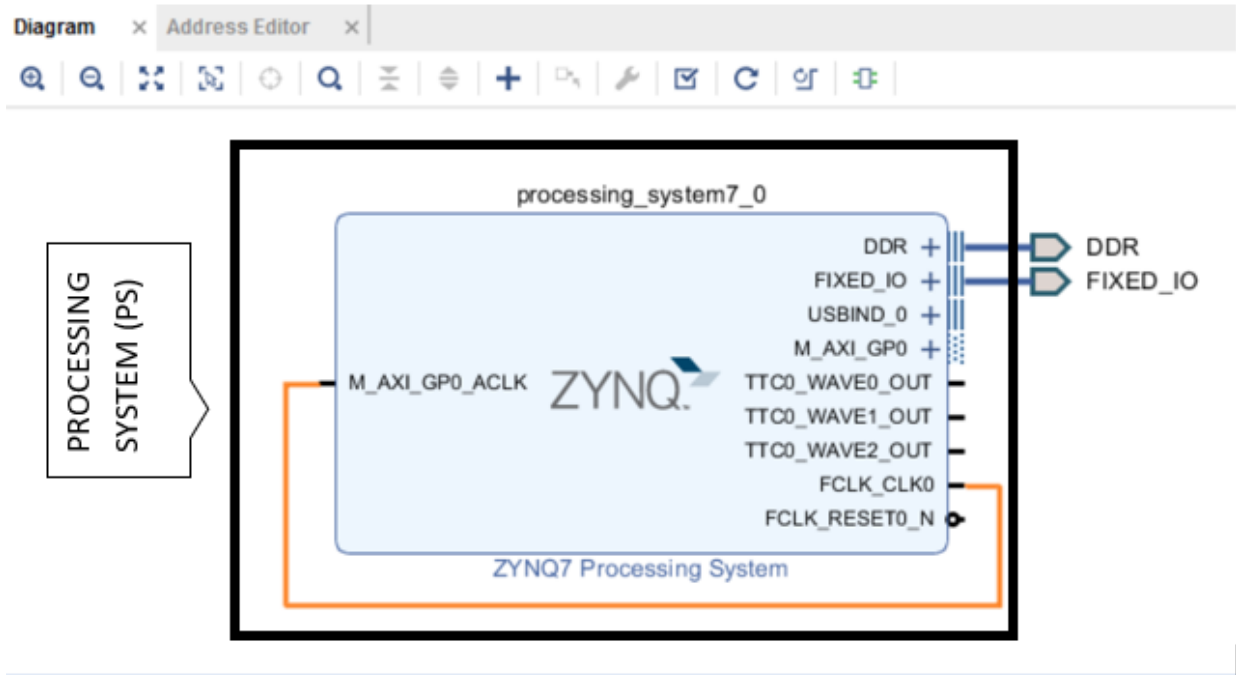 Diagram × Address Editor ×
processing_system7_0
PROCESSING
SYSTEM (PS)
DDR
FIXED_IO
USBIND_0
M_AXI_GP0
M_AXI_GP0_ACLK
ZYNQ
TTC0_WAVE0_OUT
TTC0_WAVE1_OUT
TTC0_WAVE2_OUT
FCLK_CLK0
FCLK_RESET0_N
DDR
FIXED_IO
ZYNQ7 Processing System